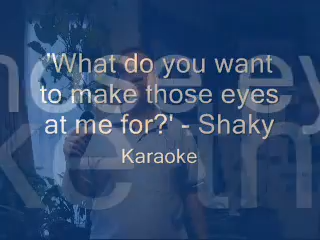 'What do you want
to make those eyes
at me for?' - Shaky
Karaoke